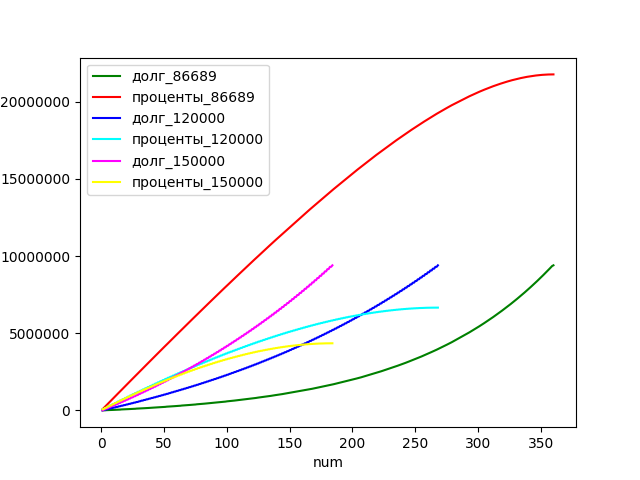 долг_86689
проценты_86689
долг_120000
проценты_120000
долг_150000
проценты_150000
20000000
15000000
10000000
5000000
0
0 50 100 150 200 250 300 350
num